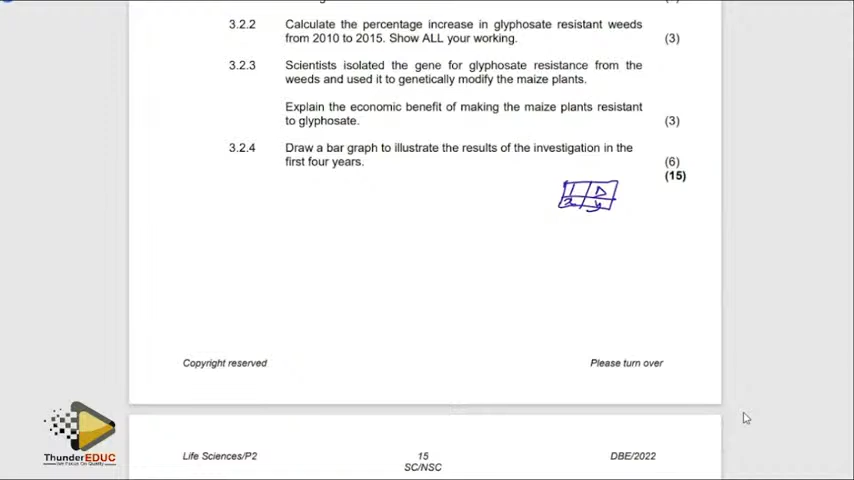 3.2.2 Calculate the percentage increase in glyphosate resistant weeds
from 2010 to 2015. Show ALL your working. (3)
3.2.3 Scientists isolated the gene for glyphosate resistance from the
weeds and used it to genetically modify the maize plants.
Explain the economic benefit of making the maize plants resistant
to glyphosate. (3)
3.2.4 Draw a bar graph to illustrate the results of the investigation in the
first four years. (6)
(15)
Copyright reserved Please turn over
ThunderEDUC
Life Sciences/P2 15 DBE/2022
SC/NSC